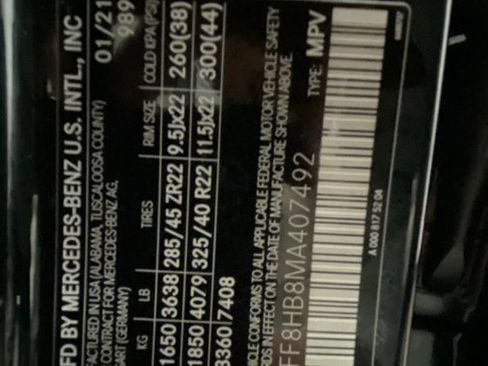 FD BY MERCEDES-BENZ U.S. INTL., INC
FACTURED IN USA (ALABAMA, TUSCALOOSA COUNTY) 01/21
CONTRACT FOR MERCEDES-BENZ AG,
GART (GERMANY) 989
KG LB TIRES RIM SIZE COLD KPA (PSI)
1650 3638 285/45 ZR22 9.5Jx22 260(38)
1850 4079 325/40 R22 11.5Jx22 300(44)
3360 7408
ICLE CONFORMS TO ALL APPLICABLE FEDERAL MOTOR VEHICLE SAFETY
RDS IN EFFECT ON THE DATE OF MANUFACTURE SHOWN ABOVE.
FF8HB8MA407492 TYPE: MPV
A 000 817 52 04